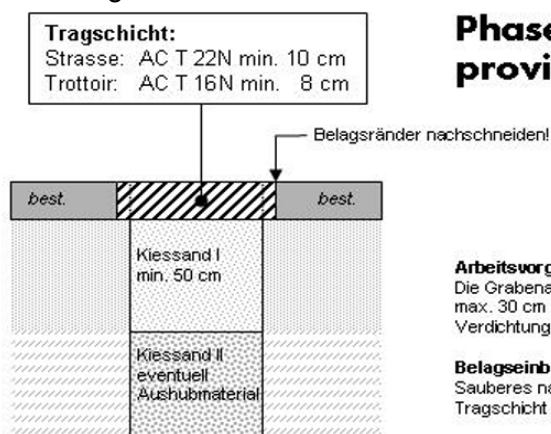 Tragschicht:
Strasse: AC T 22N min. 10 cm
Trottoir: AC T 16N min. 8 cm
Phase
provi
Belagsränder nachschneiden!
best.
best.
Kiessand I
min. 50 cm
Kiessand II
eventuell
Aushubmaterial
Arbeitsvorg
Die Grabena
max. 30 cm
Verdichtung
Belagseinb
Sauberes na
Tragschicht